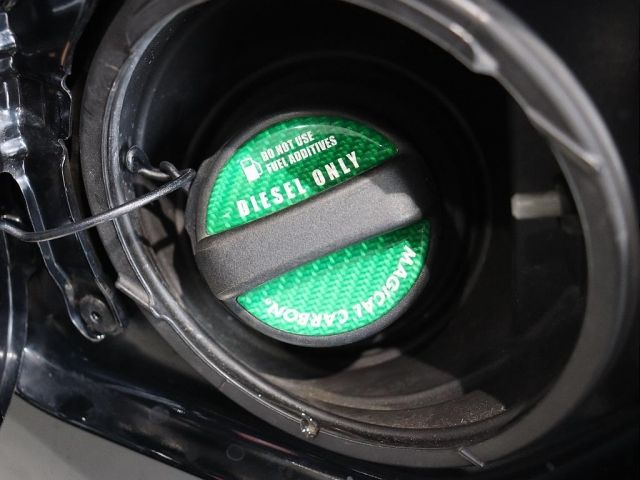 DO NOT USE
FUEL ADDITIVES
DIESEL ONLY
MAGICAL CARBON.